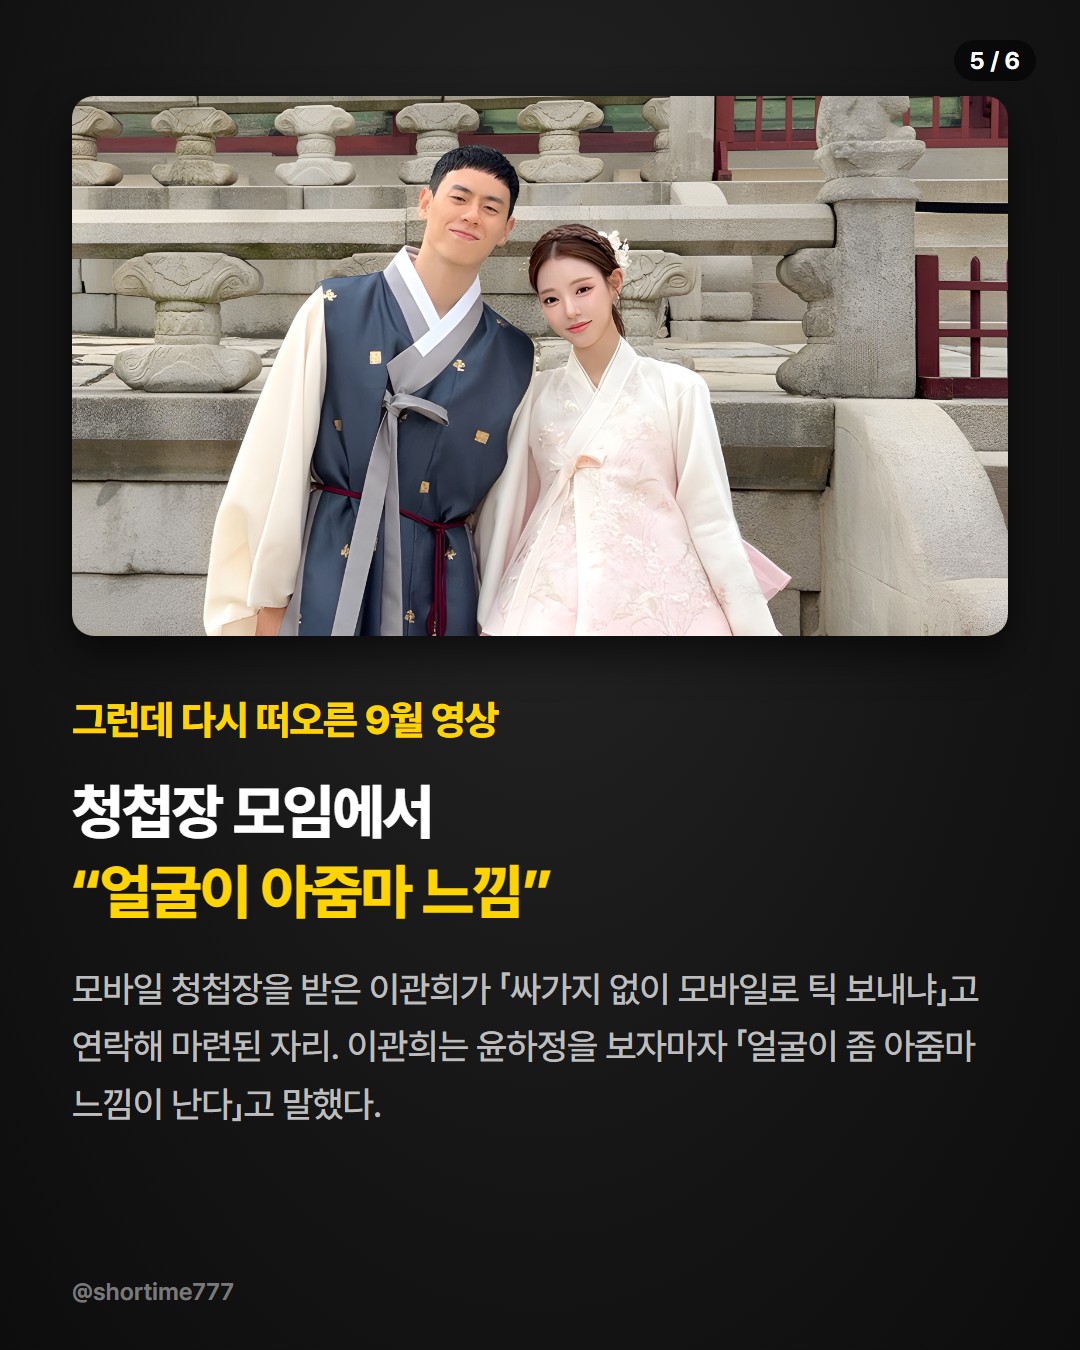 5 / 6
그런데 다시 떠오른 9월 영상
청첩장 모임에서
“얼굴이 아줌마 느낌”
모바일 청첩장을 받은 이관희가 「싸가지 없이 모바일로 틱 보내냐」고
연락해 마련된 자리. 이관희는 윤하정을 보자마자 「얼굴이 좀 아줌마
느낌이 난다」고 말했다.
@shortime777